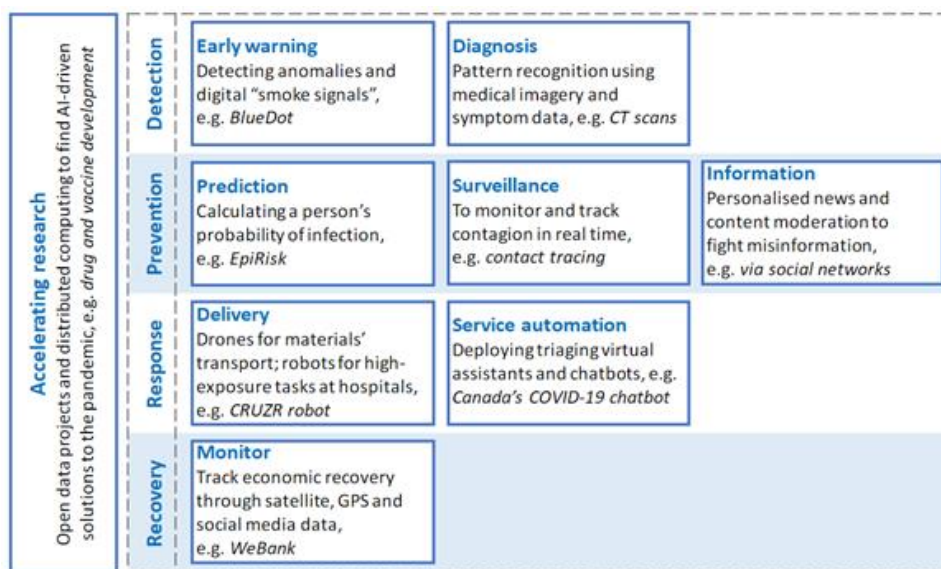 Accelerating research
Open data projects and distributed computing to find AI-driven
solutions to the pandemic, e.g. drug and vaccine development
Detection
Early warning
Detecting anomalies and
digital “smoke signals”,
e.g. BlueDot
Diagnosis
Pattern recognition using
medical imagery and
symptom data, e.g. CT scans
Prevention
Prediction
Calculating a person’s
probability of infection,
e.g. EpiRisk
Surveillance
To monitor and track
contagion in real time,
e.g. contact tracing
Information
Personalised news and
content moderation to
fight misinformation,
e.g. via social networks
Response
Delivery
Drones for materials’
transport; robots for high-
exposure tasks at hospitals,
e.g. CRUZR robot
Service automation
Deploying triaging virtual
assistants and chatbots, e.g.
Canada’s COVID-19 chatbot
Recovery
Monitor
Track economic recovery
through satellite, GPS and
social media data,
e.g. WeBank